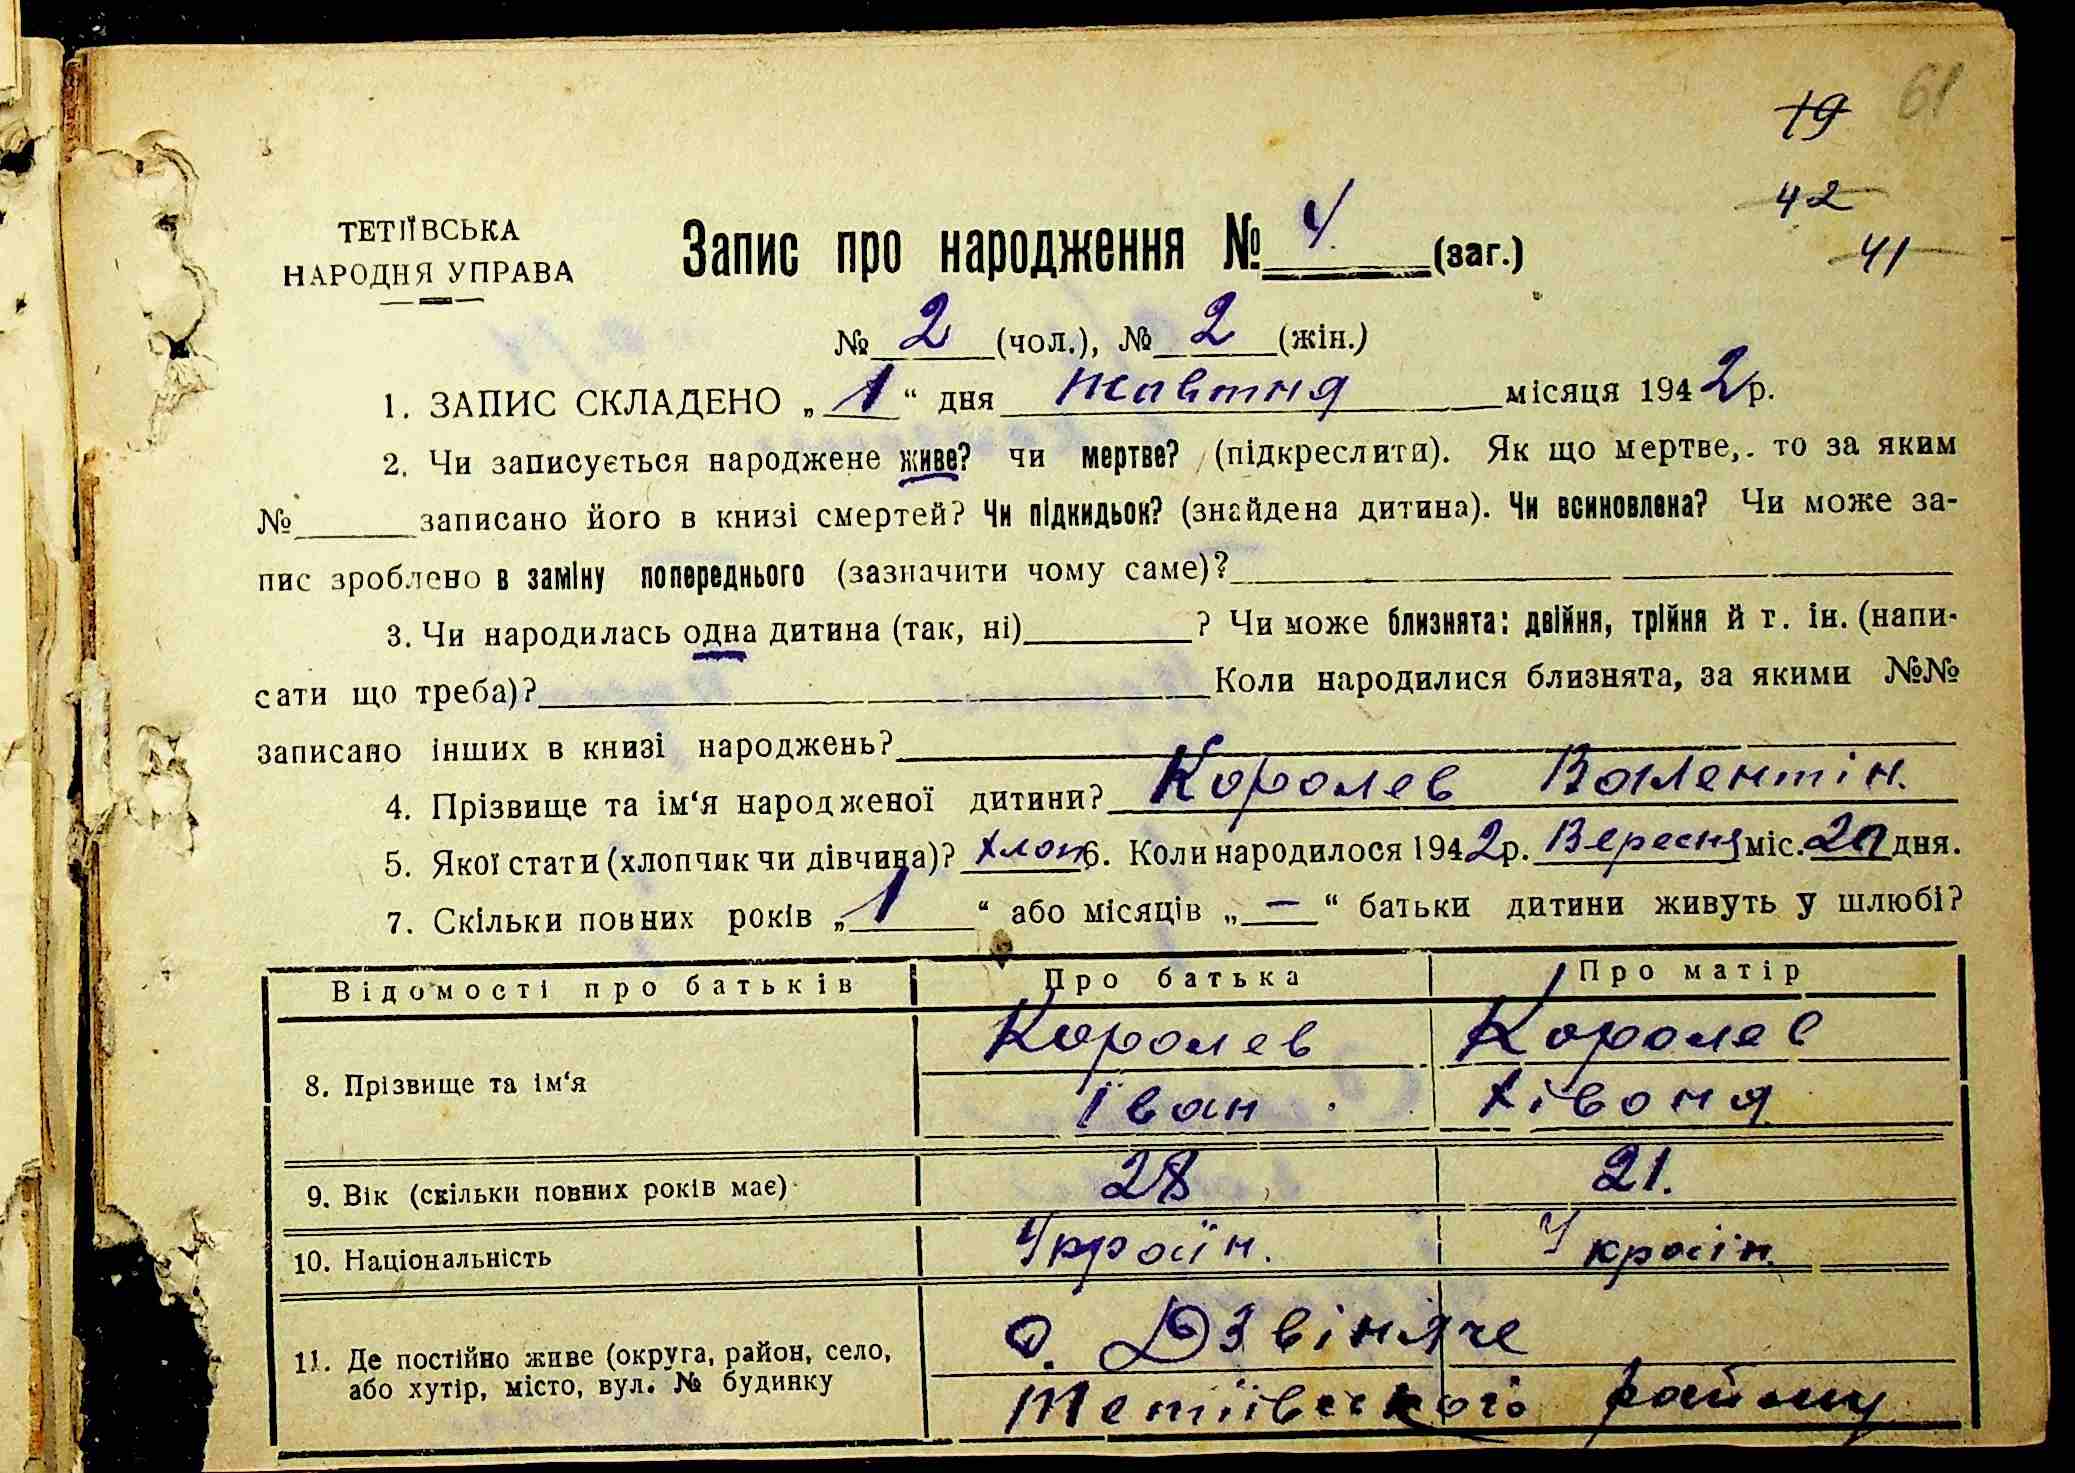 61
19
42
41
ТЕТІЇВСЬКА
НАРОДНЯ УПРАВА
Запис про народження № 4 (заг.)
№ 2 (чол.), № 2 (жін.)
1. ЗАПИС СКЛАДЕНО „ 1 “ дня жовтня місяця 1942 р.
2. Чи записується народжене живе? чи мертве? (підкреслити). Як що мертве, то за яким
№ записано його в книзі смертей? Чи підкидьок? (знайдена дитина). Чи всиновлена? Чи може за-
пис зроблено в заміну попереднього (зазначити чому саме)?
3. Чи народилась одна дитина (так, ні) ? Чи може близнята: двійня, трійня й т. ін. (напи-
сати що треба)? Коли народилися близнята, за якими №№
записано інших в книзі народжень?
4. Прізвище та ім‘я народженої дитини? Королев Валентін.
5. Якої стати (хлопчик чи дівчина)? хлоп 6. Коли народилося 1942 р. Вересня міс. дня.
7. Скільки повних років „ 1 “ або місяців „ — “ батьки дитини живуть у шлюбі?
Відомості про батьків Про батька Про матір
Королев Королев
8. Прізвище та ім‘я
Іван Хівоня
9. Вік (скільки повних років має) 28 21.
10. Національність Україн. Україн.
с. Дзвіняче
11. Де постійно живе (округа, район, село,
або хутір, місто, вул. № будинку
Тетіївського району